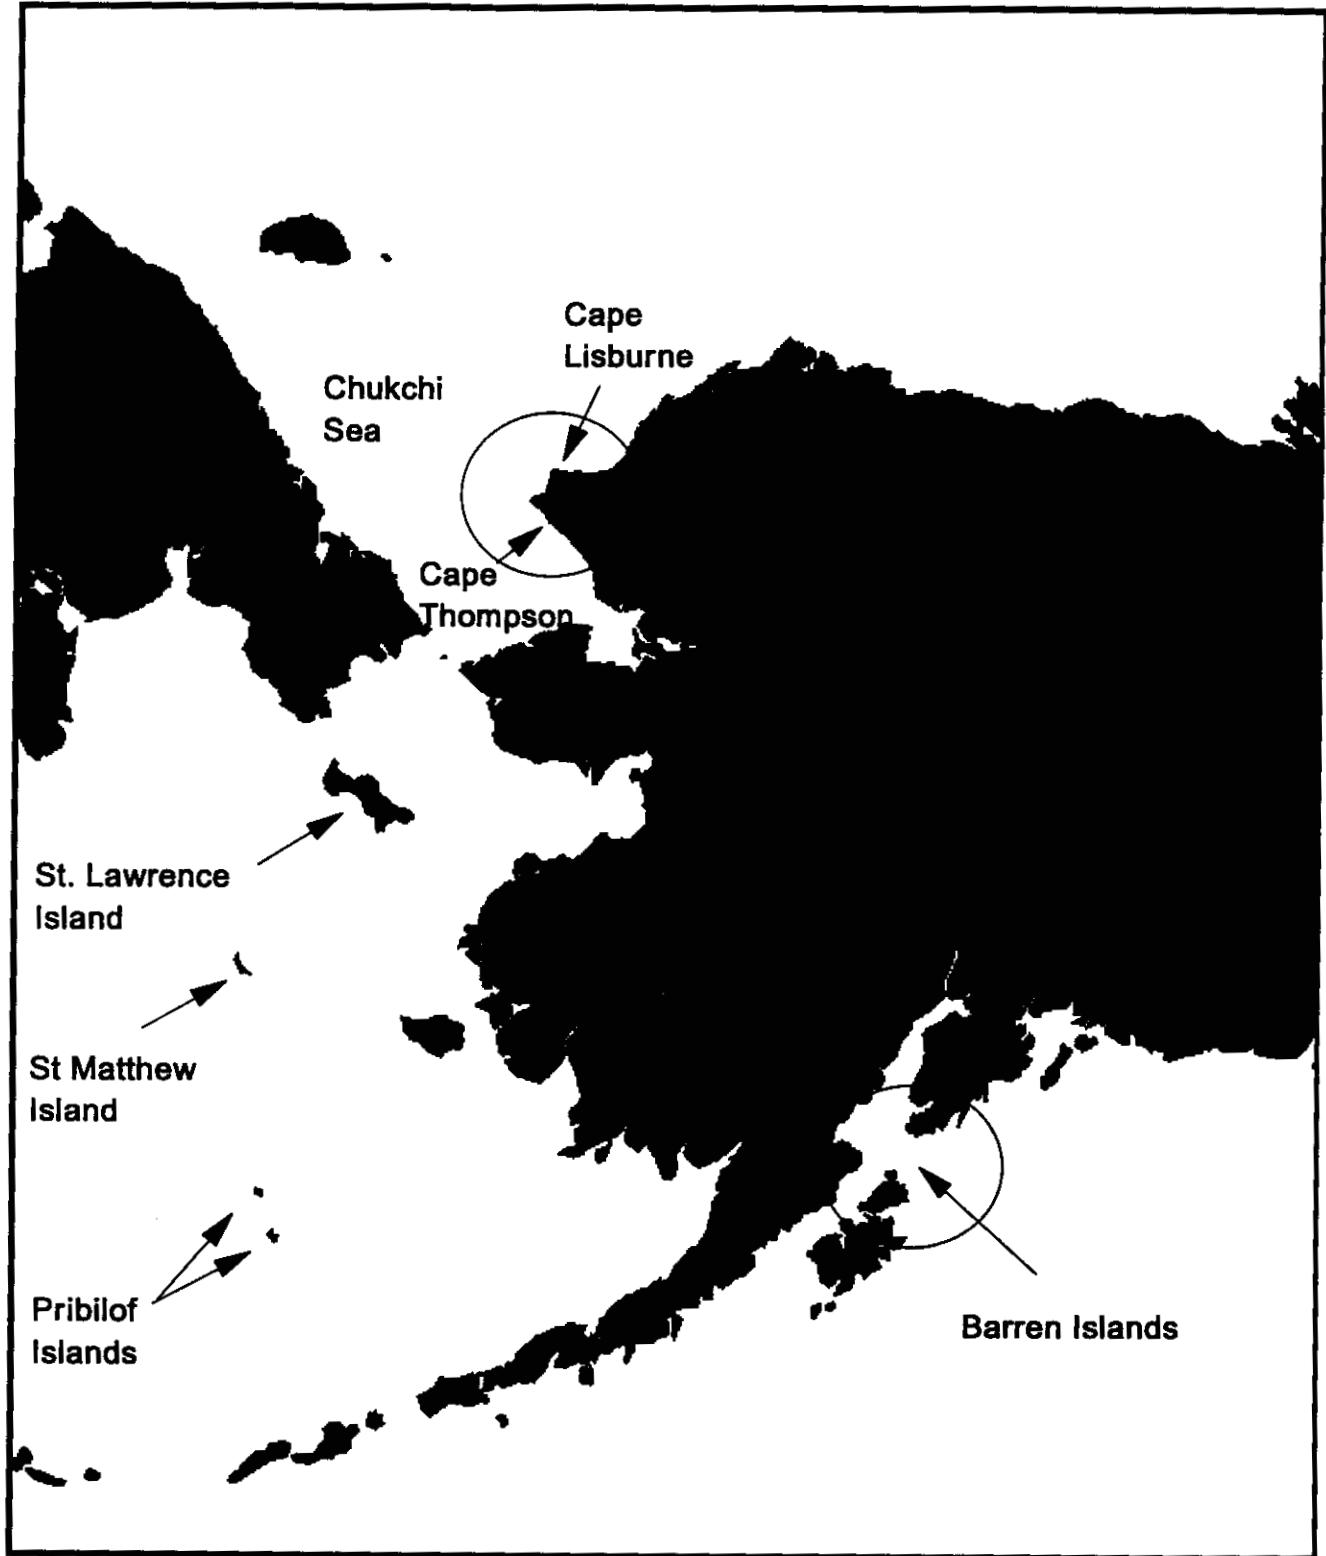 Cape
Lisburne
Chukchi
Sea
Cape
Thompson
St. Lawrence
Island
St Matthew
Island
Pribilof
Islands
Barren Islands